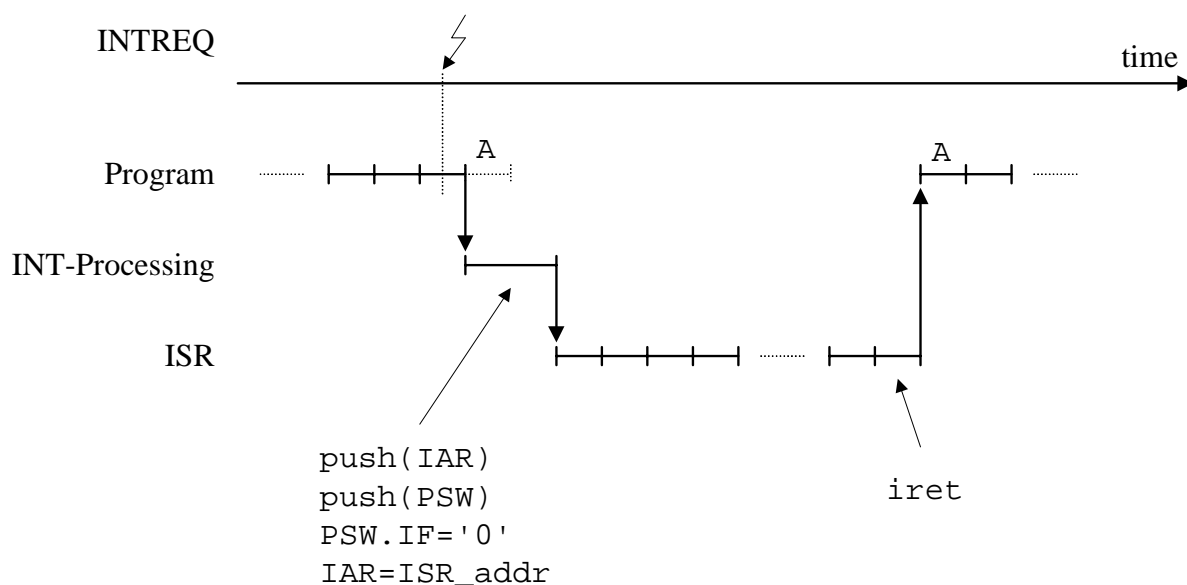 INTREQ
time
A
A
Program
INT-Processing
ISR
push(IAR)
push(PSW)
PSW.IF='0'
IAR=ISR_addr
iret